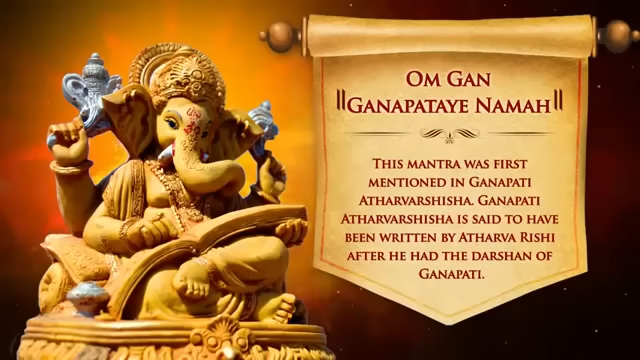 Om Gan
||Ganapataye Namah||
This mantra was first
mentioned in Ganapati
Atharvarshisha. Ganapati
Atharvarshisha is said to have
been written by Atharva Rishi
after he had the darshan of
Ganapati.